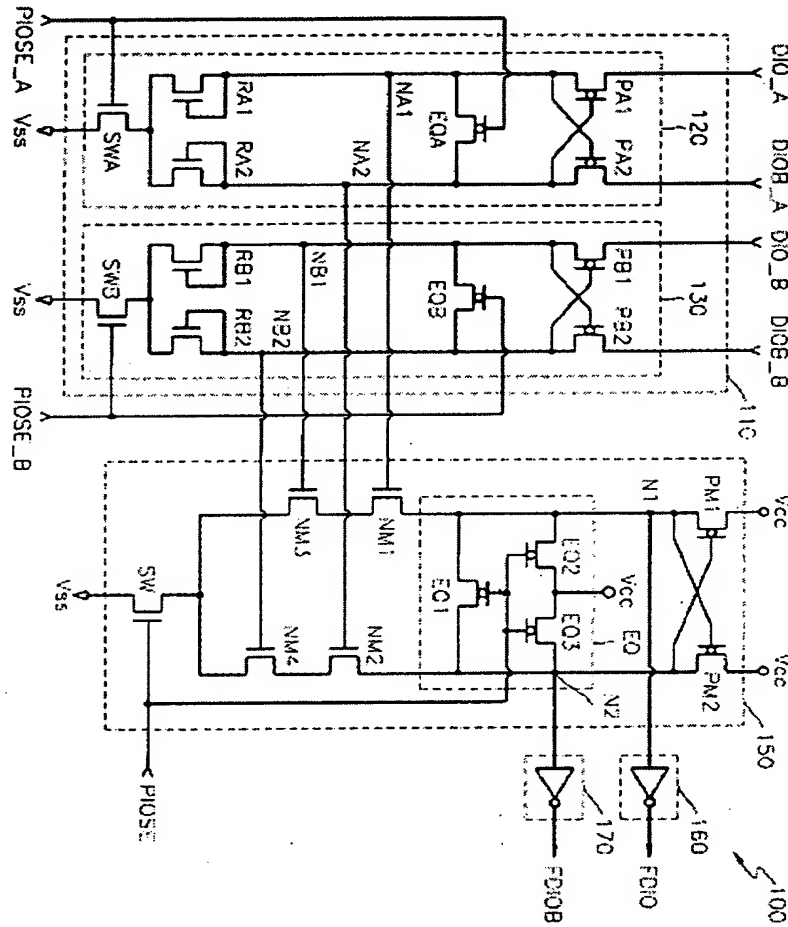 100
FDIOB
FDIO
170
160
150
PIOSE
Vcc
Vcc
PM1
PM2
N1
N2
EQ
Vcc
EQ2
EQ3
EQ1
NM1
NM2
NM3
NM4
SW
Vss
110
PIOSE_B
DIOB_B
DIO_B
130
PB1
PB2
EQB
NB1
NB2
RB1
RB2
SWB
Vss
DIOB_A
DIO_A
120
PA1
PA2
EQA
NA1
NA2
RA1
RA2
SWA
Vss
PIOSE_A